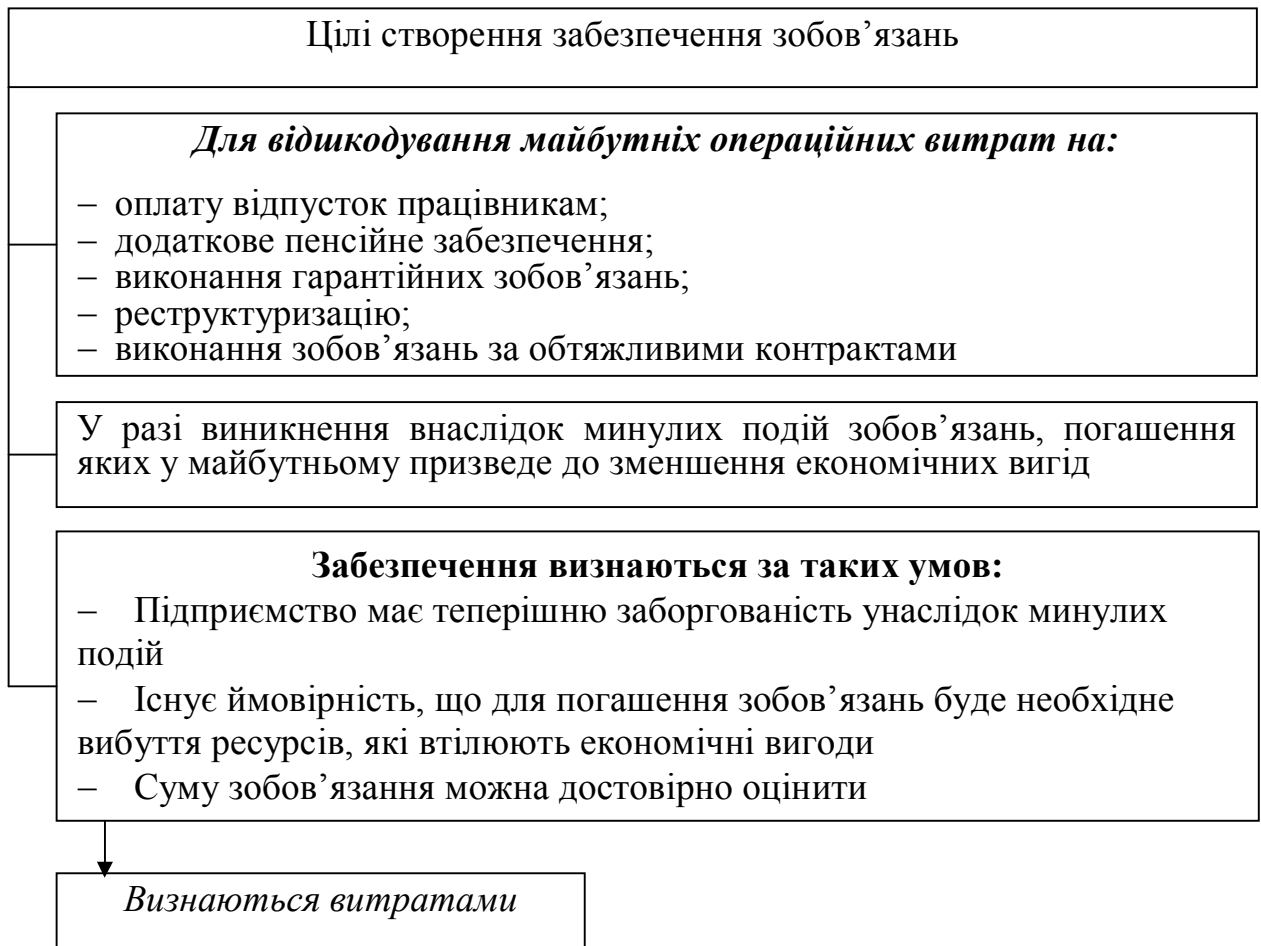 Цілі створення забезпечення зобов’язань
Для відшкодування майбутніх операційних витрат на:
– оплату відпусток працівникам;
– додаткове пенсійне забезпечення;
– виконання гарантійних зобов’язань;
– реструктуризацію;
– виконання зобов’язань за обтяжливими контрактами
У разі виникнення внаслідок минулих подій зобов’язань, погашення
яких у майбутньому призведе до зменшення економічних вигід
Забезпечення визнаються за таких умов:
– Підприємство має теперішню заборгованість унаслідок минулих
подій
– Існує ймовірність, що для погашення зобов’язань буде необхідне
вибуття ресурсів, які втілюють економічні вигоди
– Суму зобов’язання можна достовірно оцінити
Визнаються витратами